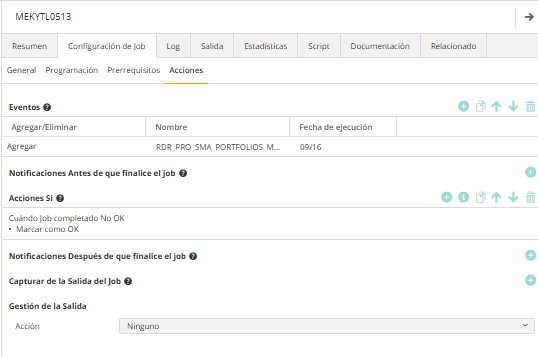 MEKYTL0513
Resumen Configuración de Job Log Salida Estadísticas Script Documentación Relacionado
General Programación Prerrequisitos Acciones
Eventos
Agregar/Eliminar Nombre Fecha de ejecución
Agregar RDR_PRO_SMA_PORTFOLIOS_M... 09/16
Notificaciones Antes de que finalice el job
Acciones Si
Cuándo Job completado No OK
• Marcar como OK
Notificaciones Después de que finalice el job
Capturar de la Salida del Job
Gestión de la Salida
Acción Ninguno